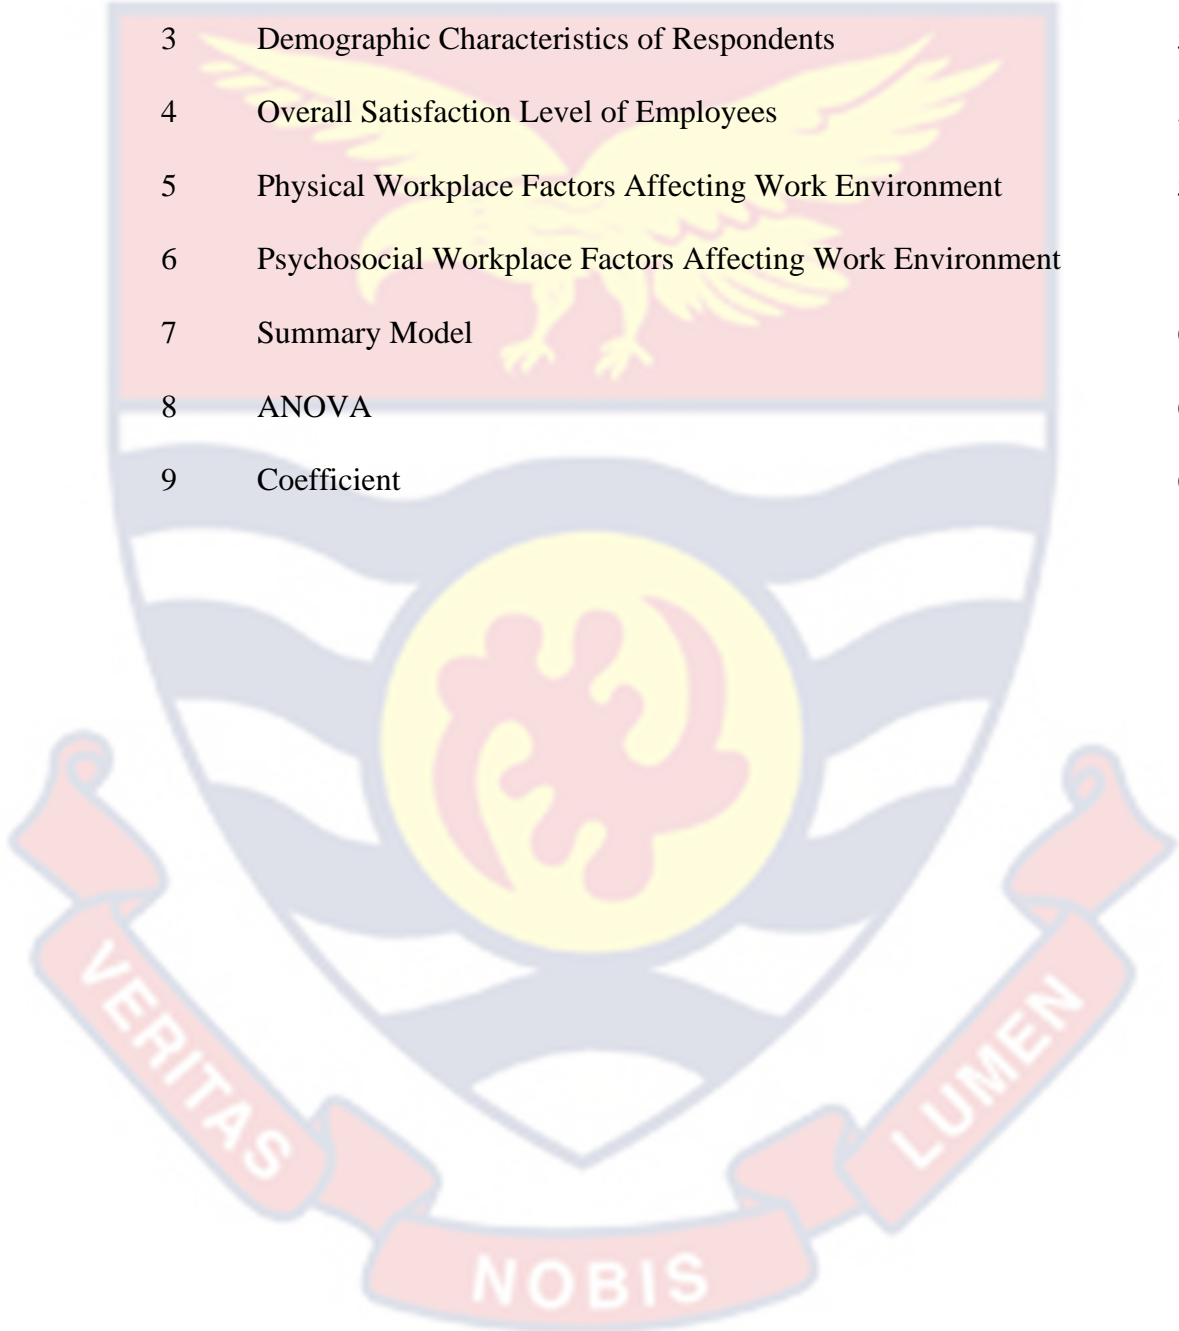 3 Demographic Characteristics of Respondents
4 Overall Satisfaction Level of Employees
5 Physical Workplace Factors Affecting Work Environment
6 Psychosocial Workplace Factors Affecting Work Environment
7 Summary Model
8 ANOVA
9 Coefficient
VERITAS
NOBIS
LUMEN